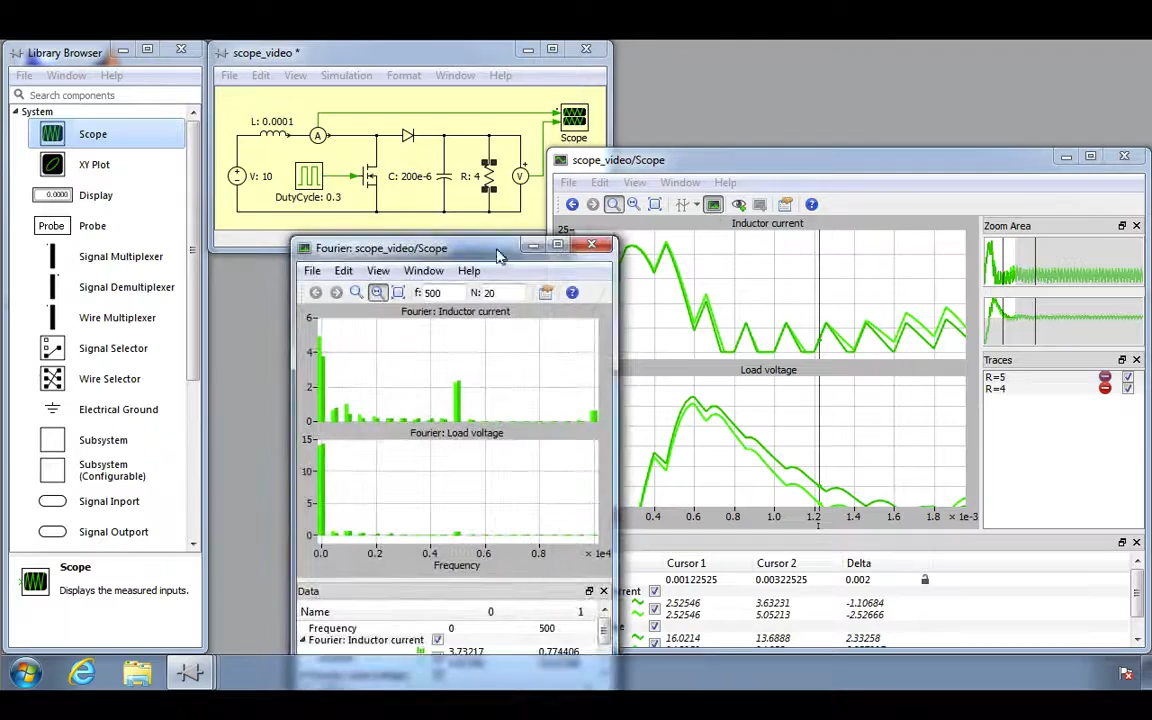 Library Browser
File Window Help
Search components
System
Scope
XY Plot
0.0000 Display
Probe Probe
Signal Multiplexer
Signal Demultiplexer
Wire Multiplexer
Signal Selector
Wire Selector
Electrical Ground
Subsystem
Subsystem
(Configurable)
Signal Inport
Signal Outport
Scope
Displays the measured inputs.
scope_video *
File Edit View Simulation Format Window Help
L: 0.0001
A
Scope
V: 10
C: 200e-6
R: 4
V
DutyCycle: 0.3
Fourier: scope_video/Scope
File Edit View Window Help
f: 500 N: 20
Fourier: Inductor current
6
4
2
0
Fourier: Load voltage
15
10
5
0
0.0 0.2 0.4 0.6 0.8 × 1e4
Frequency
Data
Name 0 1
Frequency 0 500
Fourier: Inductor current
3.73217 0.774406
scope_video/Scope
File Edit View Window Help
Inductor current
25
Load voltage
0.4 0.6 0.8 1.0 1.2 1.4 1.6 1.8 × 1e-3
Zoom Area
Traces
R=5
R=4
Cursor 1 Cursor 2 Delta
0.00122525 0.00322525 0.002
2.52546 3.63231 -1.10684
2.52546 5.05213 -2.52666
16.0214 13.6888 2.33258